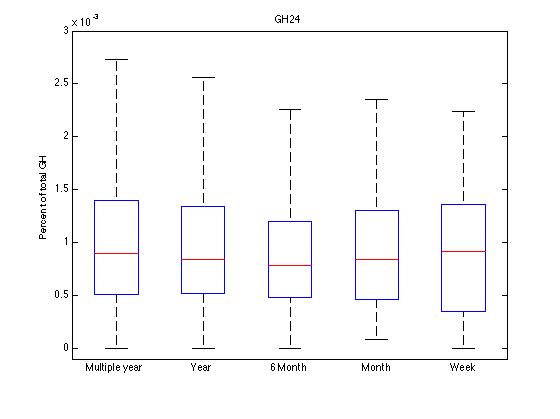 GH24
3 x 10^-3
2.5
2
1.5
1
0.5
0
Percent of total GH
Multiple year Year 6 Month Month Week